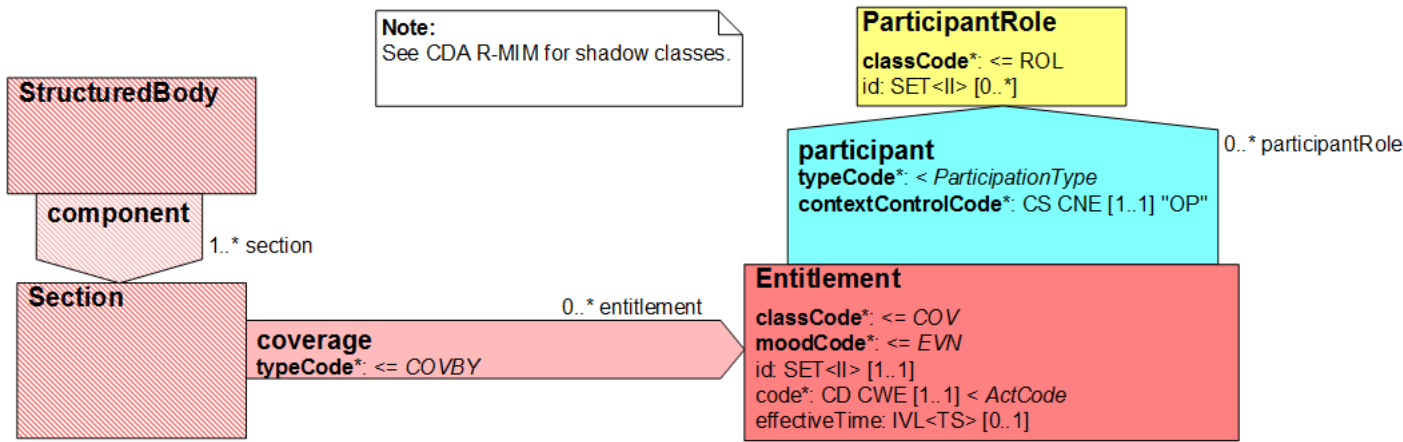 Note:
See CDA R-MIM for shadow classes.
ParticipantRole
classCode*: <= ROL
id: SET<II> [0..*]
StructuredBody
component
1..* section
participant
typeCode*: < ParticipationType
contextControlCode*: CS CNE [1..1] "OP"
0..* participantRole
Section
coverage
typeCode*: <= COVBY
0..* entitlement
Entitlement
classCode*: <= COV
moodCode*: <= EVN
id: SET<II> [1..1]
code*: CD CWE [1..1] < ActCode
effectiveTime: IVL<TS> [0..1]